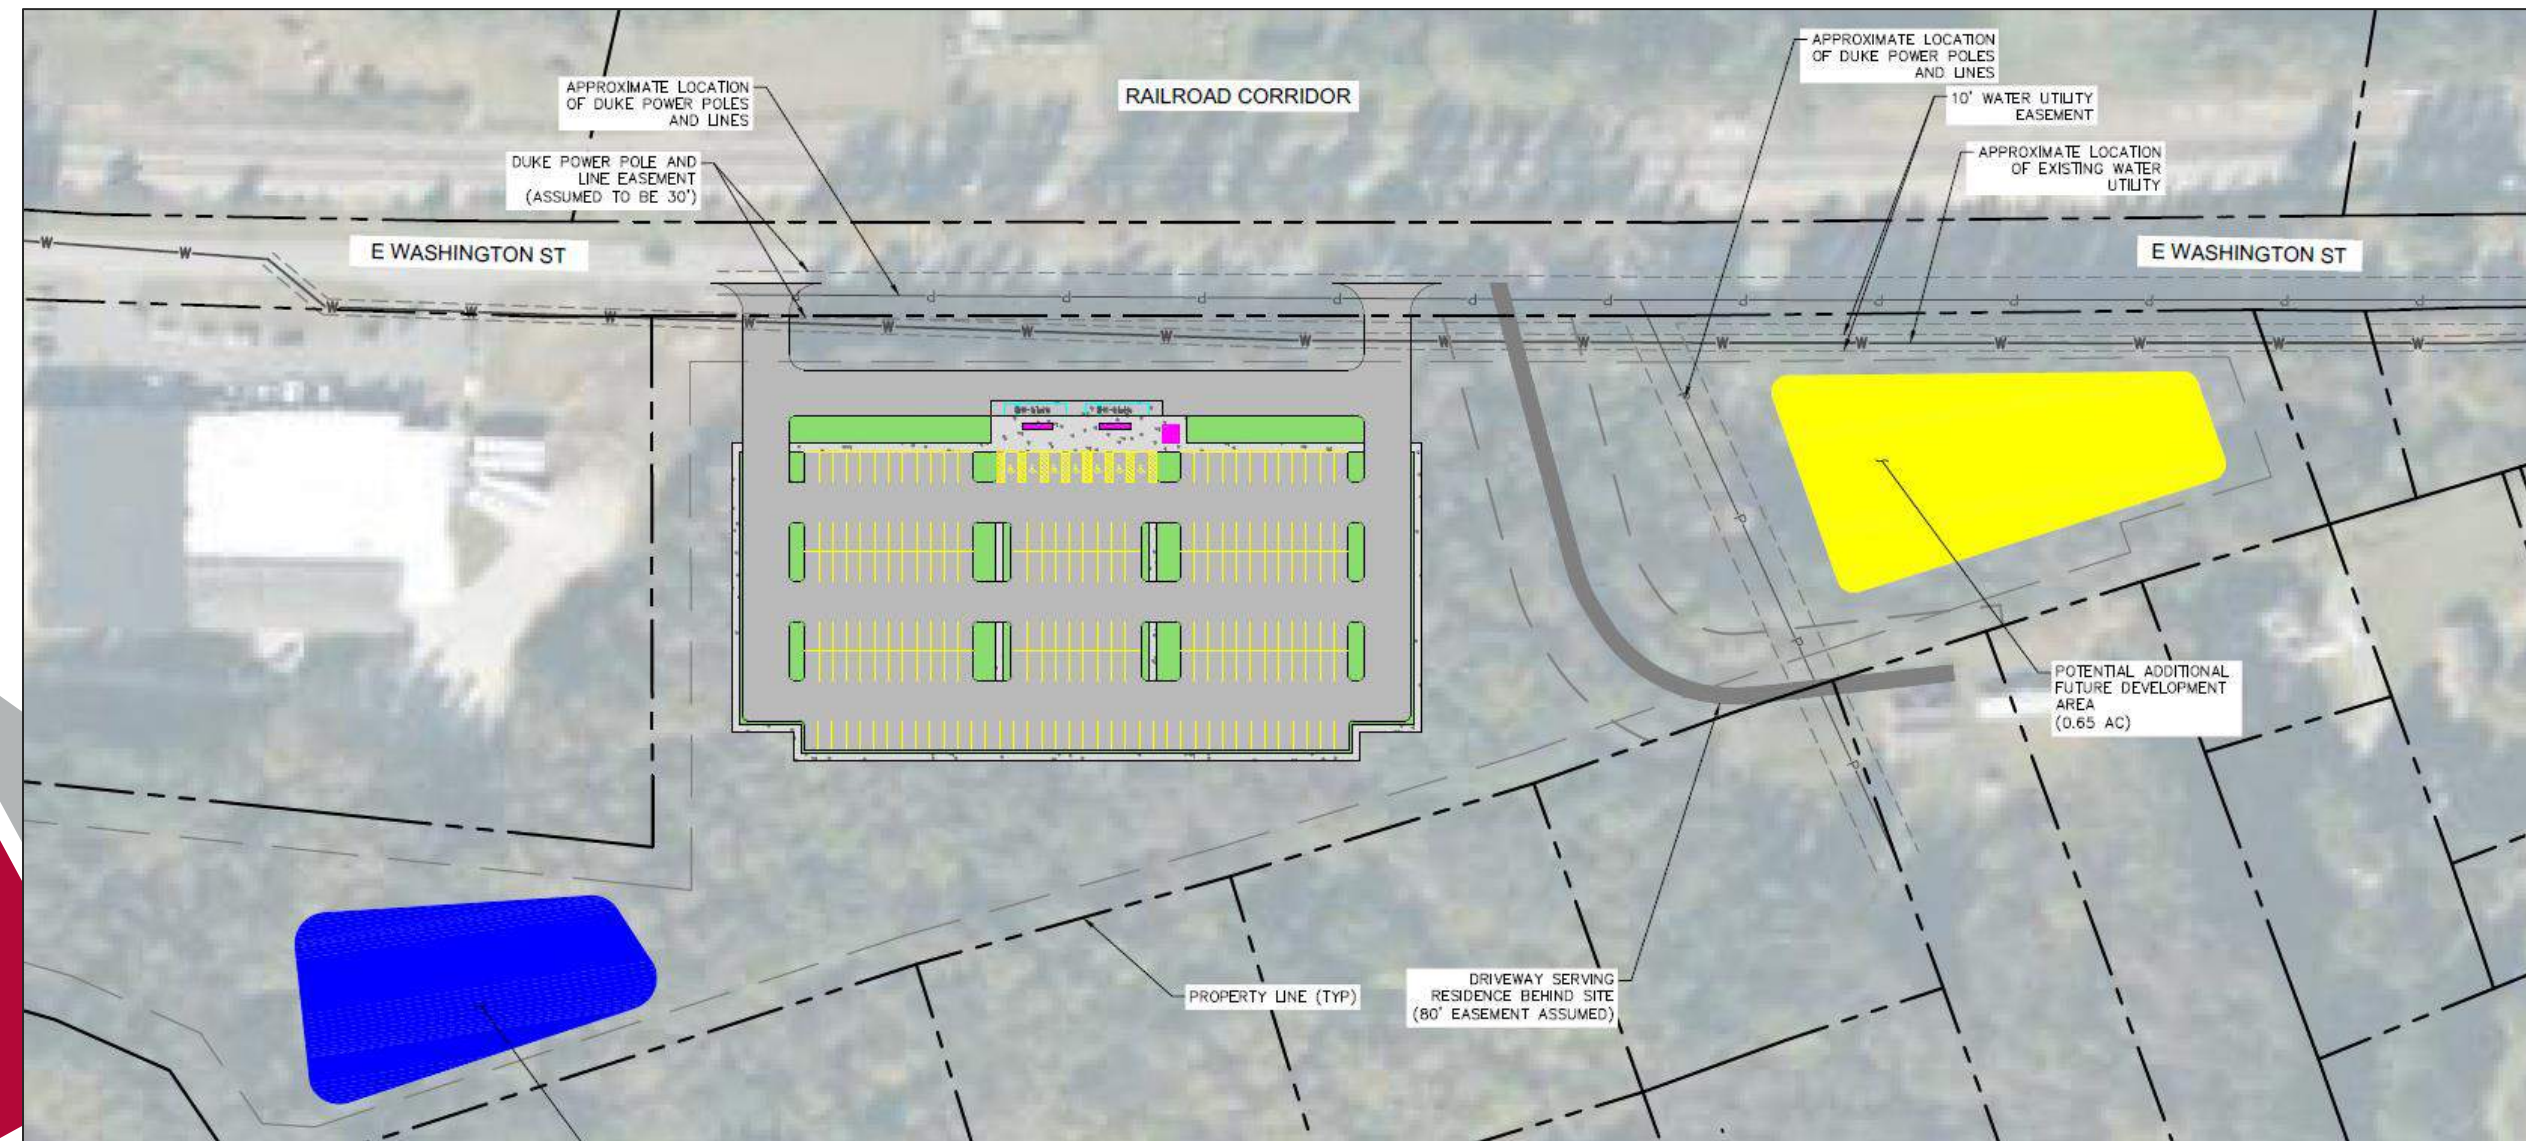 APPROXIMATE LOCATION
OF DUKE POWER POLES
AND LINES
RAILROAD CORRIDOR
APPROXIMATE LOCATION
OF DUKE POWER POLES
AND LINES
10' WATER UTILITY
EASEMENT
DUKE POWER POLE AND
LINE EASEMENT
(ASSUMED TO BE 30')
APPROXIMATE LOCATION
OF EXISTING WATER
UTILITY
E WASHINGTON ST
E WASHINGTON ST
P P P P P P P P P P P P
W W W W W W W W W W W W W W W W W W
P
P
P
P
POTENTIAL ADDITIONAL
FUTURE DEVELOPMENT
AREA
(0.65 AC)
PROPERTY LINE (TYP)
DRIVEWAY SERVING
RESIDENCE BEHIND SITE
(80' EASEMENT ASSUMED)